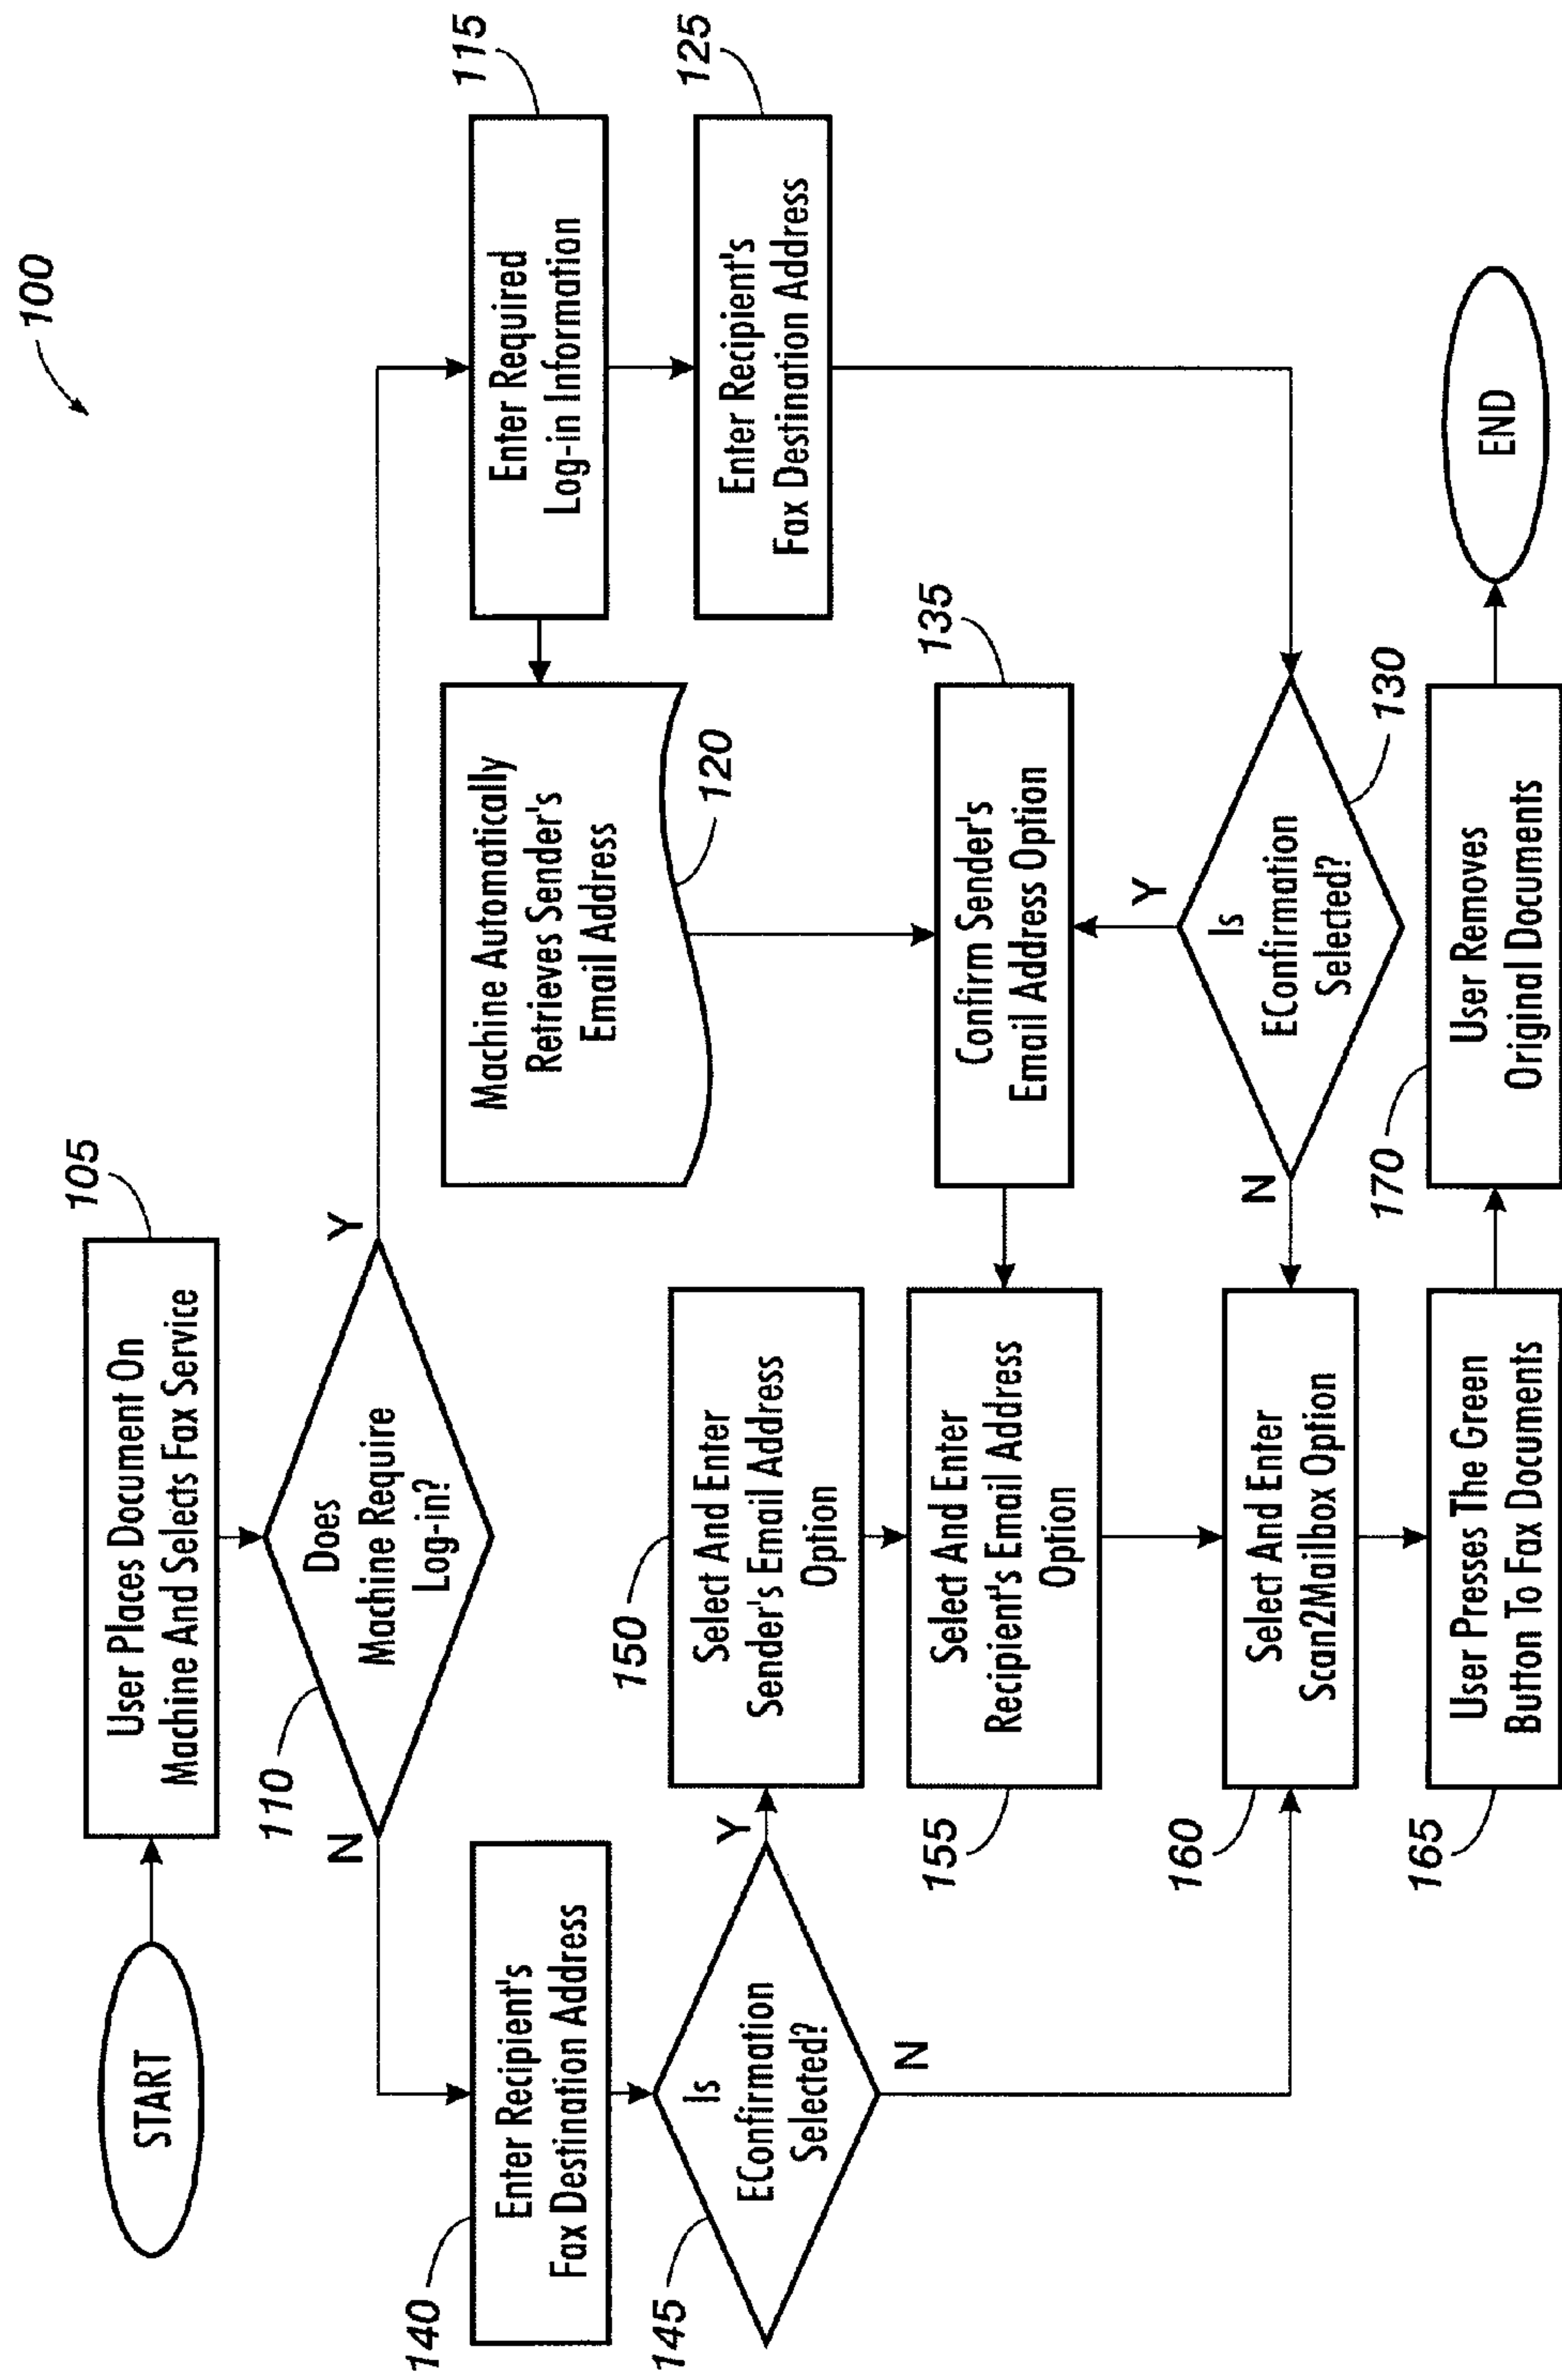 100
START
User Places Document On
Machine And Selects Fax Service
105
110
Does
Machine Require
Log-in?
N
Y
140
Enter Recipient's
Fax Destination Address
Enter Required
Log-in Information
115
Machine Automatically
Retrieves Sender's
Email Address
120
Enter Recipient's
Fax Destination Address
125
145
Is
EConfirmation
Selected?
Y
N
150
Select And Enter
Sender's Email Address
Option
155
Select And Enter
Recipient's Email Address
Option
Confirm Sender's
Email Address Option
135
Is
EConfirmation
Selected?
Y
N
130
160
Select And Enter
Scan2Mailbox Option
165
User Presses The Green
Button To Fax Documents
170
User Removes
Original Documents
END